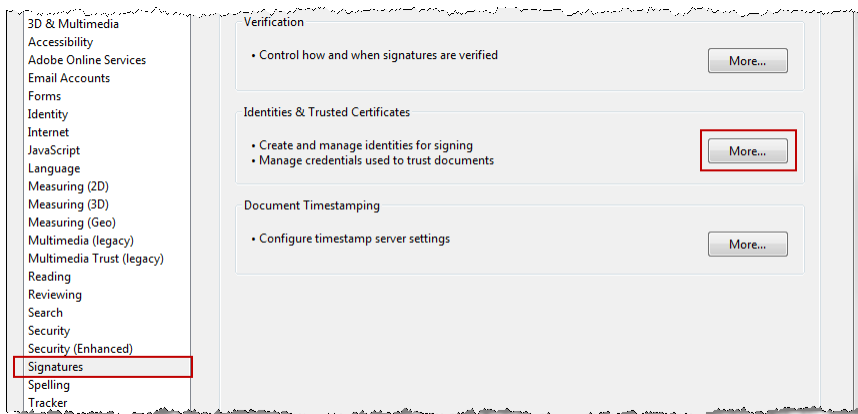 3D & Multimedia
Accessibility
Adobe Online Services
Email Accounts
Forms
Identity
Internet
JavaScript
Language
Measuring (2D)
Measuring (3D)
Measuring (Geo)
Multimedia (legacy)
Multimedia Trust (legacy)
Reading
Reviewing
Search
Security
Security (Enhanced)
Signatures
Spelling
Tracker
Verification
• Control how and when signatures are verified
More...
Identities & Trusted Certificates
• Create and manage identities for signing
• Manage credentials used to trust documents
More...
Document Timestamping
• Configure timestamp server settings
More...